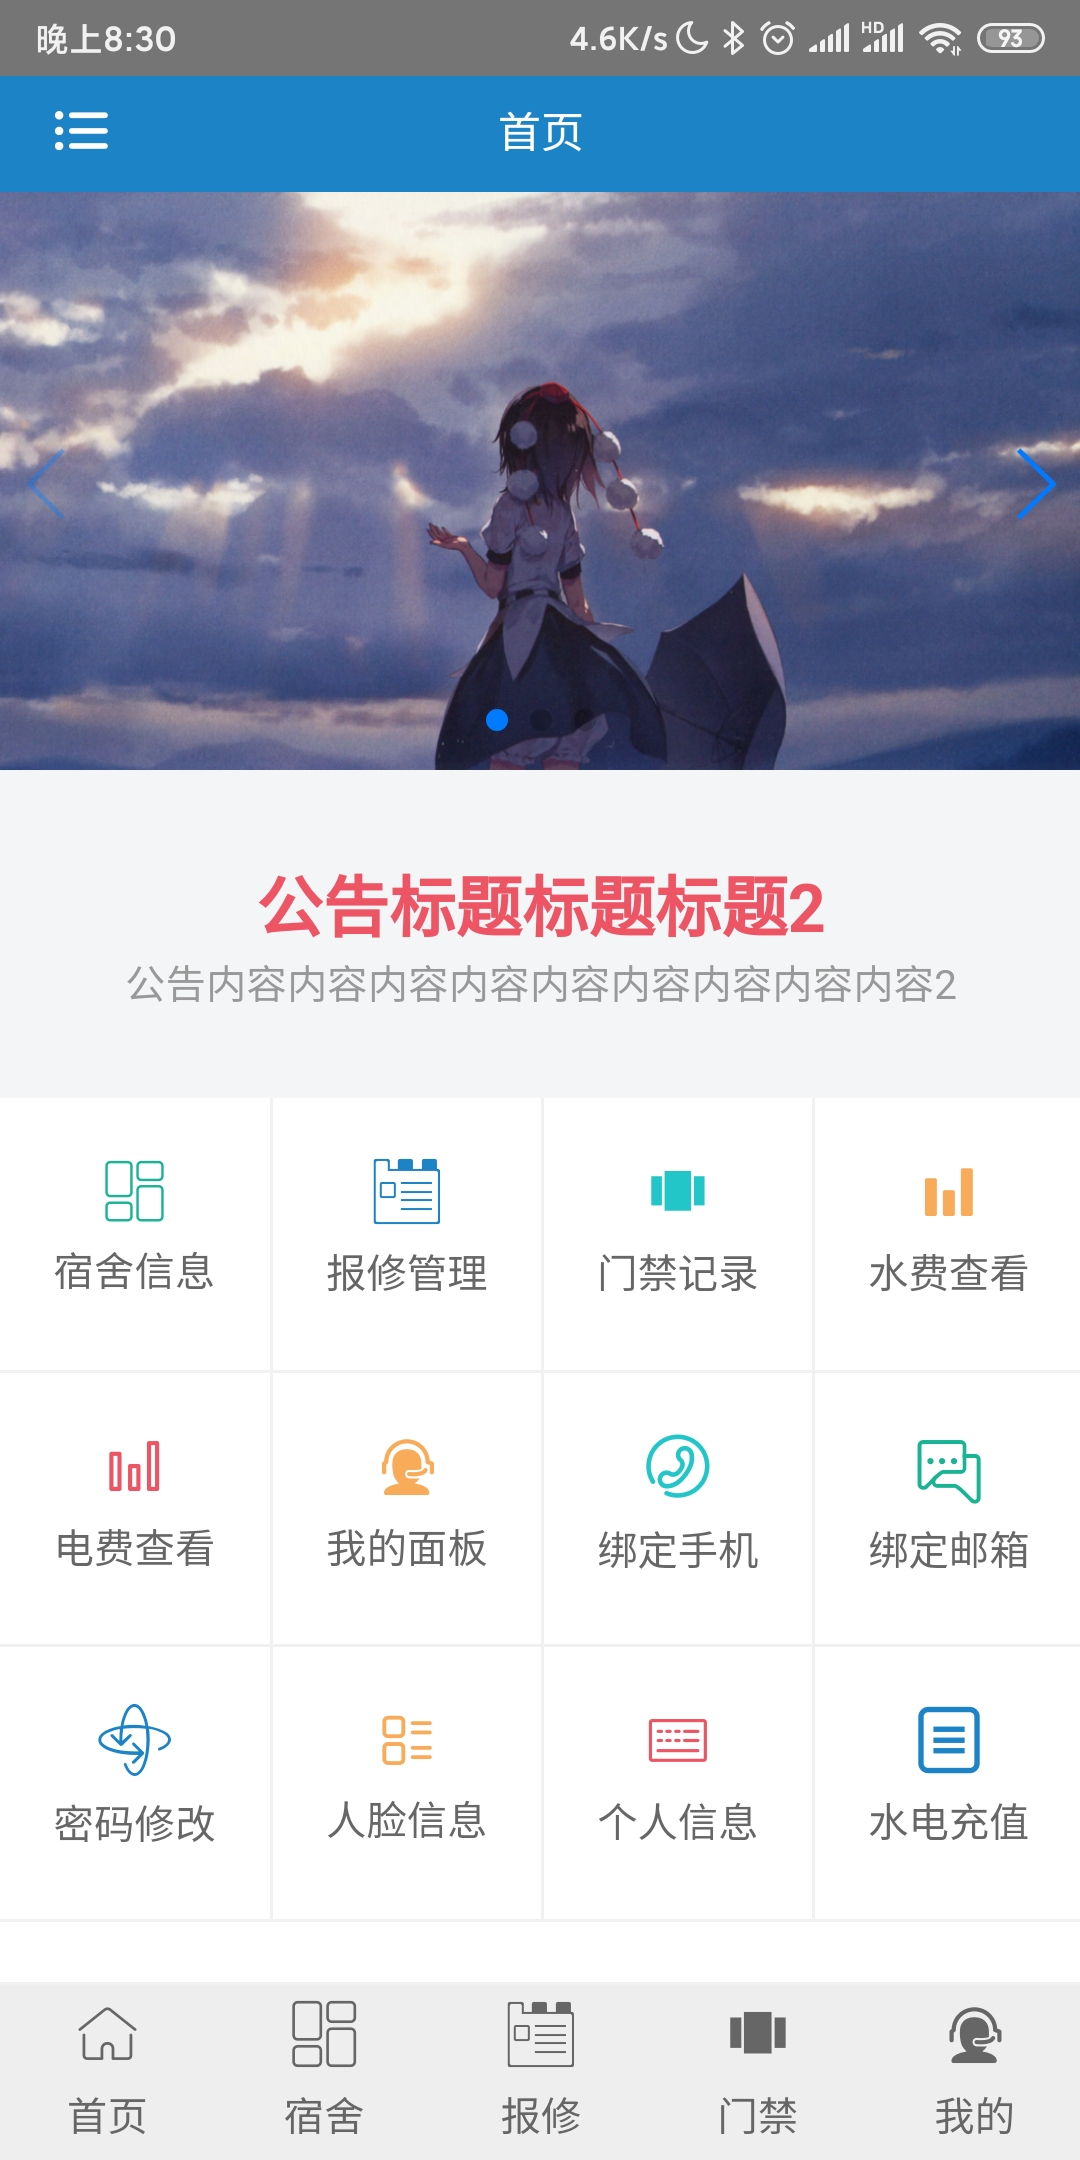 晚上8:30 4.6K/s HD 93
首页
公告标题标题标题2
公告内容内容内容内容内容内容内容内容内容2
宿舍信息 报修管理 门禁记录 水费查看
电费查看 我的面板 绑定手机 绑定邮箱
密码修改 人脸信息 个人信息 水电充值
首页 宿舍 报修 门禁 我的